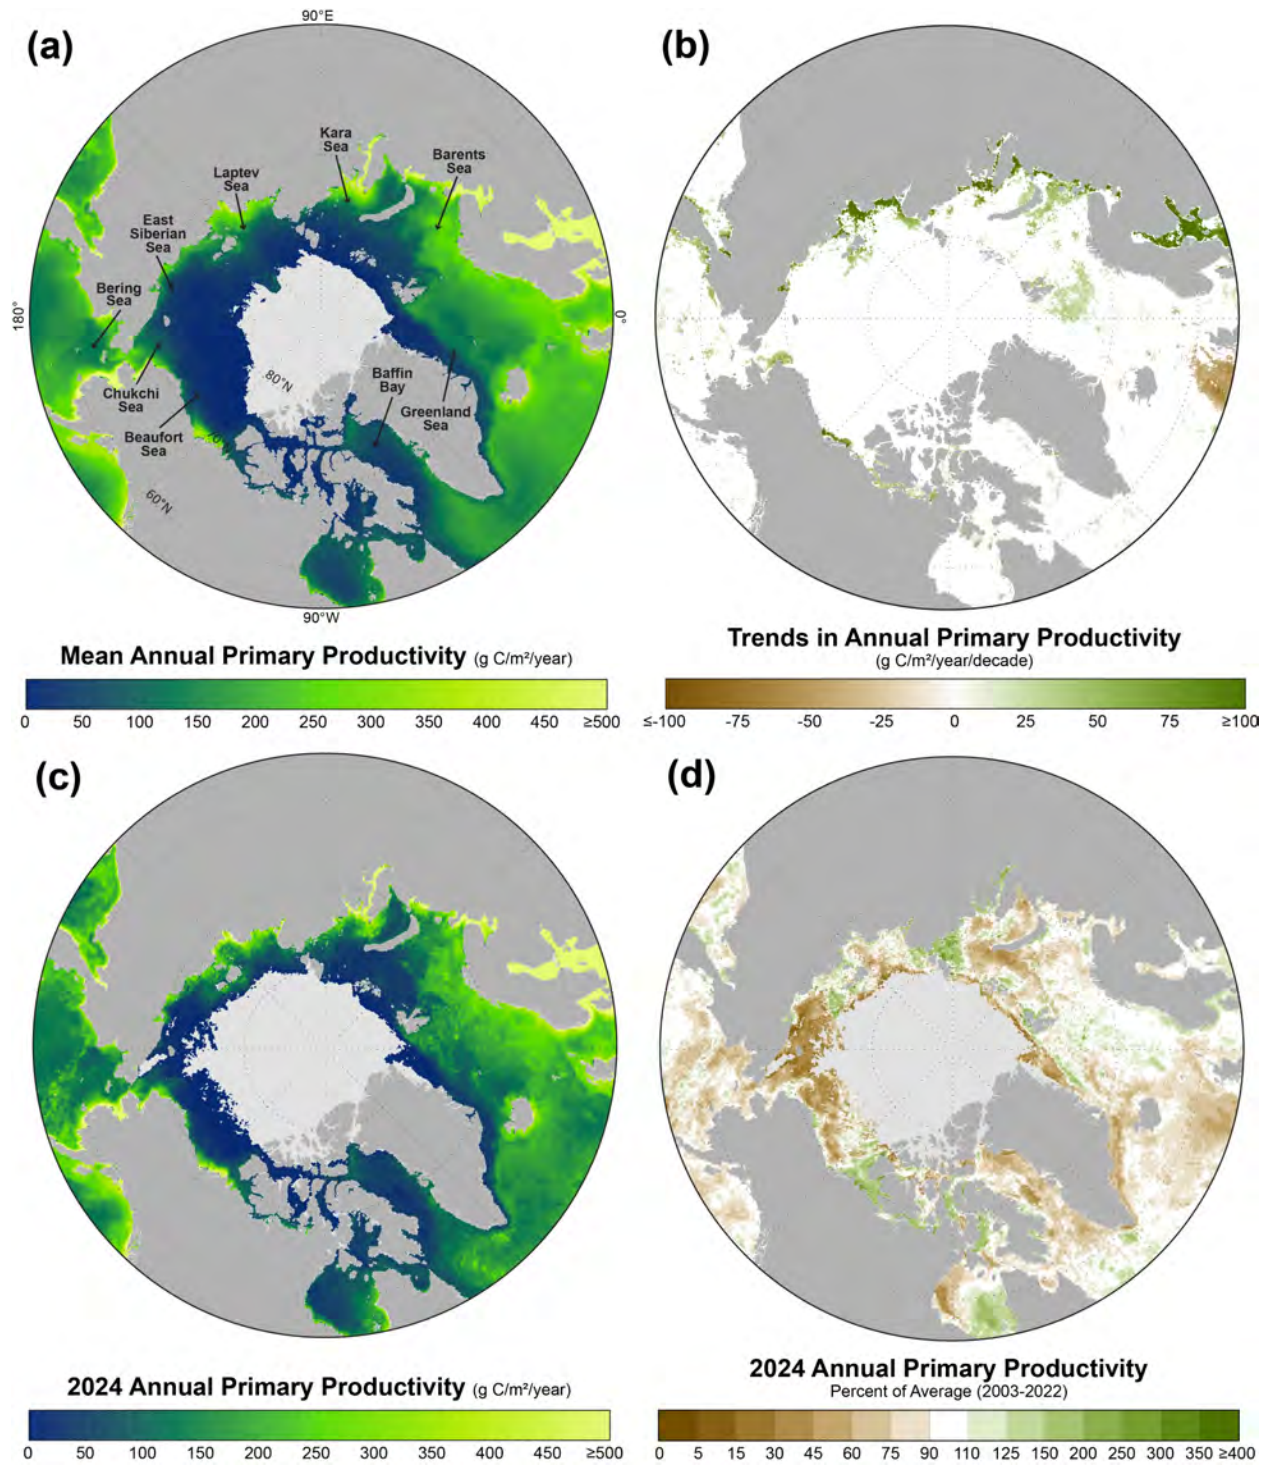 (a)
90°E
Kara
Sea
Barents
Sea
Laptev
Sea
East
Siberian
Sea
Bering
Sea
180°
0°
80°N
Baffin
Bay
Greenland
Sea
Chukchi
Sea
Beaufort
Sea
70°N
60°N
90°W
Mean Annual Primary Productivity (g C/m²/year)
0 50 100 150 200 250 300 350 400 450 ≥500
(b)
Trends in Annual Primary Productivity
(g C/m²/year/decade)
≤-100 -75 -50 -25 0 25 50 75 ≥100
(c)
2024 Annual Primary Productivity (g C/m²/year)
0 50 100 150 200 250 300 350 400 450 ≥500
(d)
2024 Annual Primary Productivity
Percent of Average (2003-2022)
0 5 15 30 45 60 75 90 110 125 150 200 250 300 350 ≥400